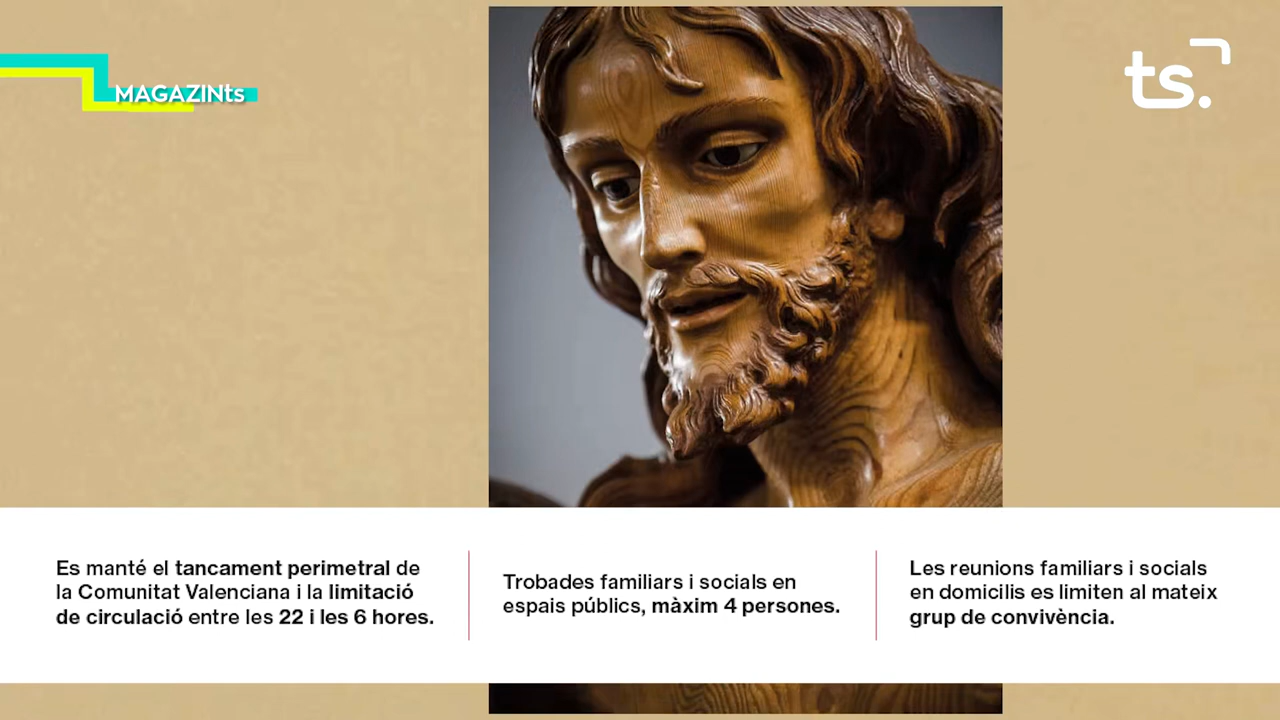 MAGAZINts
ts.
Es manté el tancament perimetral de
la Comunitat Valenciana i la limitació
de circulació entre les 22 i les 6 hores.
Trobades familiars i socials en
espais públics, màxim 4 persones.
Les reunions familiars i socials
en domicilis es limiten al mateix
grup de convivència.